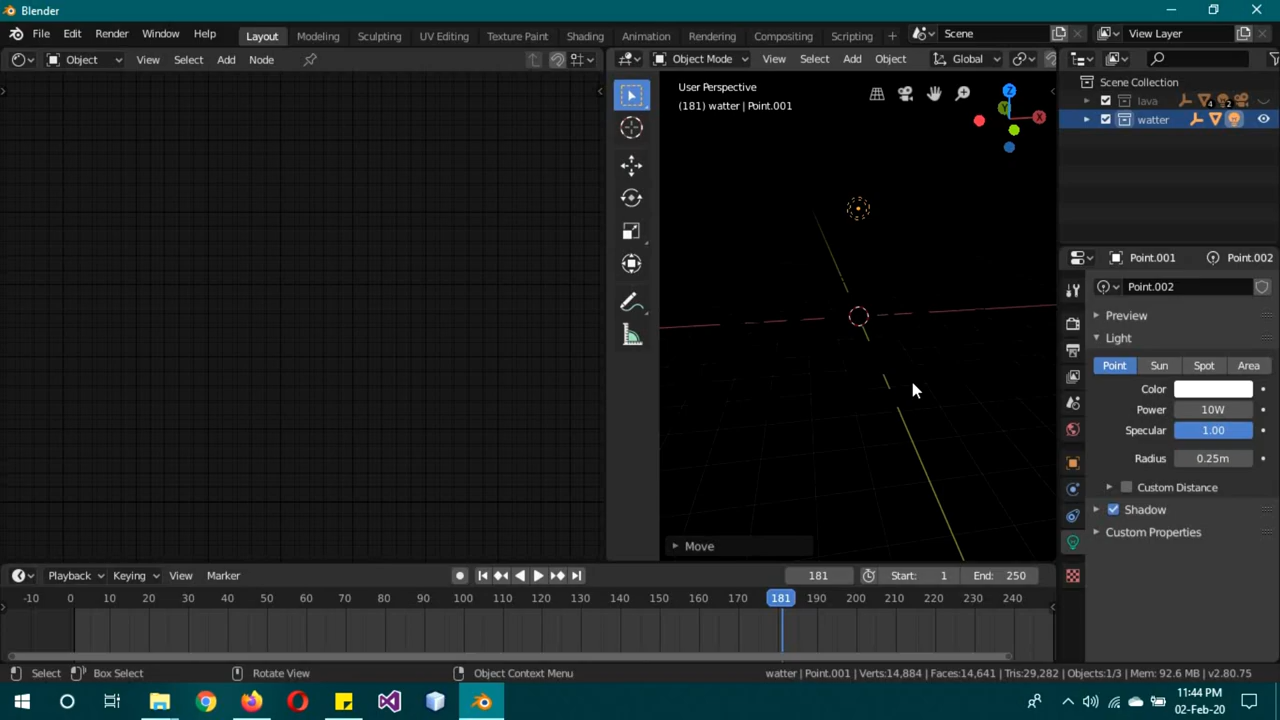 Blender
File Edit Render Window Help
Layout Modeling Sculpting UV Editing Texture Paint Shading Animation Rendering Compositing Scripting +
Scene
View Layer
Object View Select Add Node
Object Mode View Select Add Object Global
User Perspective
(181) watter | Point.001
Z
Y
X
Scene Collection
lava 4 2
watter
Point.001 Point.002
Point.002
Preview
Light
Point Sun Spot Area
Color
Power 10W
Specular 1.00
Radius 0.25m
Custom Distance
Shadow
Custom Properties
Move
Playback Keying View Marker
181 Start: 1 End: 250
-10 0 10 20 30 40 50 60 70 80 90 100 110 120 130 140 150 160 170 181 190 200 210 220 230 240
Select Box Select Rotate View Object Context Menu
watter | Point.001 | Verts:14,884 | Faces:14,641 | Tris:29,282 | Objects:1/3 | Mem: 92.6 MB | v2.80.75
11:44 PM
02-Feb-20